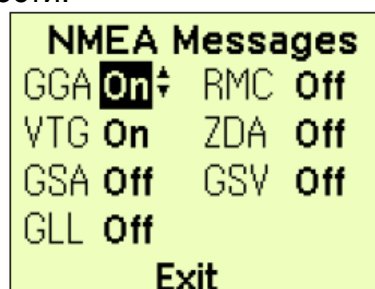 NMEA Messages
GGA On RMC Off
VTG On ZDA Off
GSA Off GSV Off
GLL Off
Exit